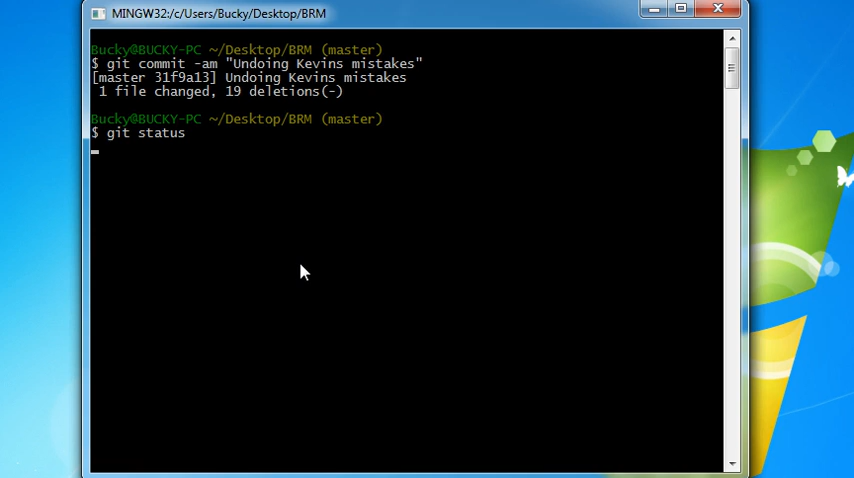 MINGW32:/c/Users/Bucky/Desktop/BRM
Bucky@BUCKY-PC ~/Desktop/BRM (master)
$ git commit -am "Undoing Kevins mistakes"
[master 31f9a13] Undoing Kevins mistakes
1 file changed, 19 deletions(-)
Bucky@BUCKY-PC ~/Desktop/BRM (master)
$ git status